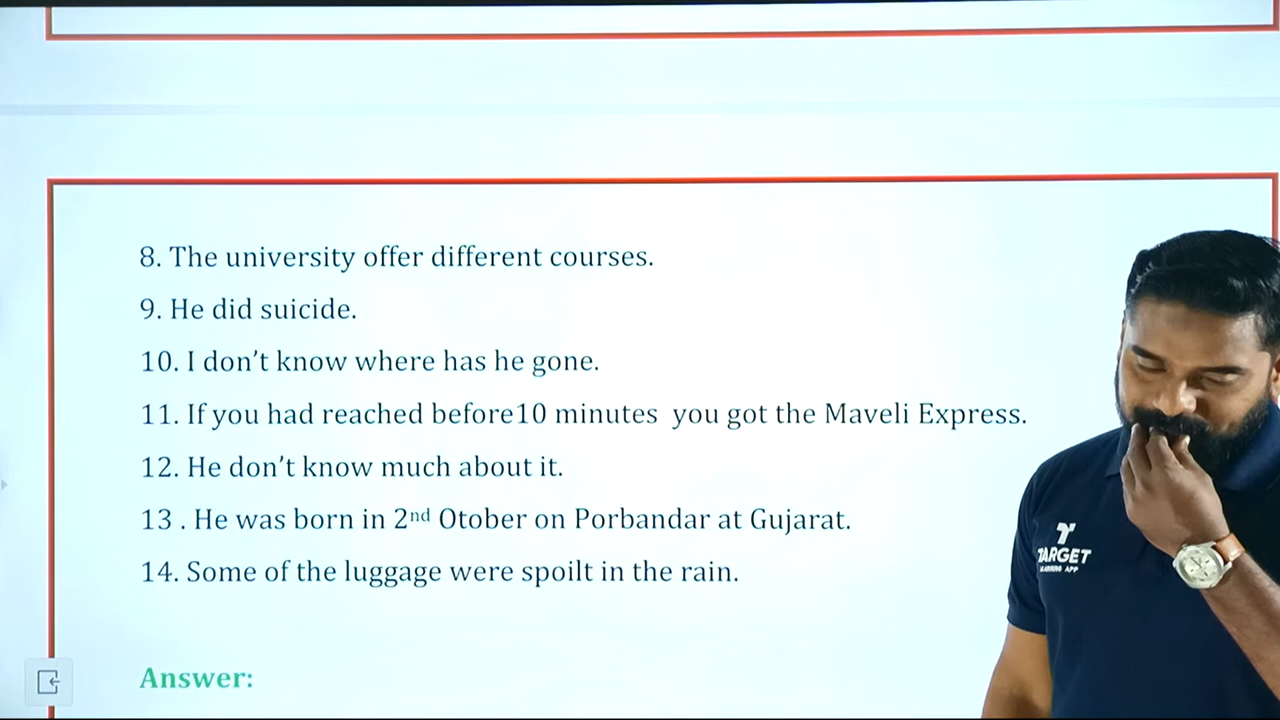 8. The university offer different courses.
9. He did suicide.
10. I don’t know where has he gone.
11. If you had reached before10 minutes  you got the Maveli Express.
12. He don’t know much about it.
13 . He was born in 2nd Otober on Porbandar at Gujarat.
14. Some of the luggage were spoilt in the rain.
TARGET
LEARNING APP
Answer: